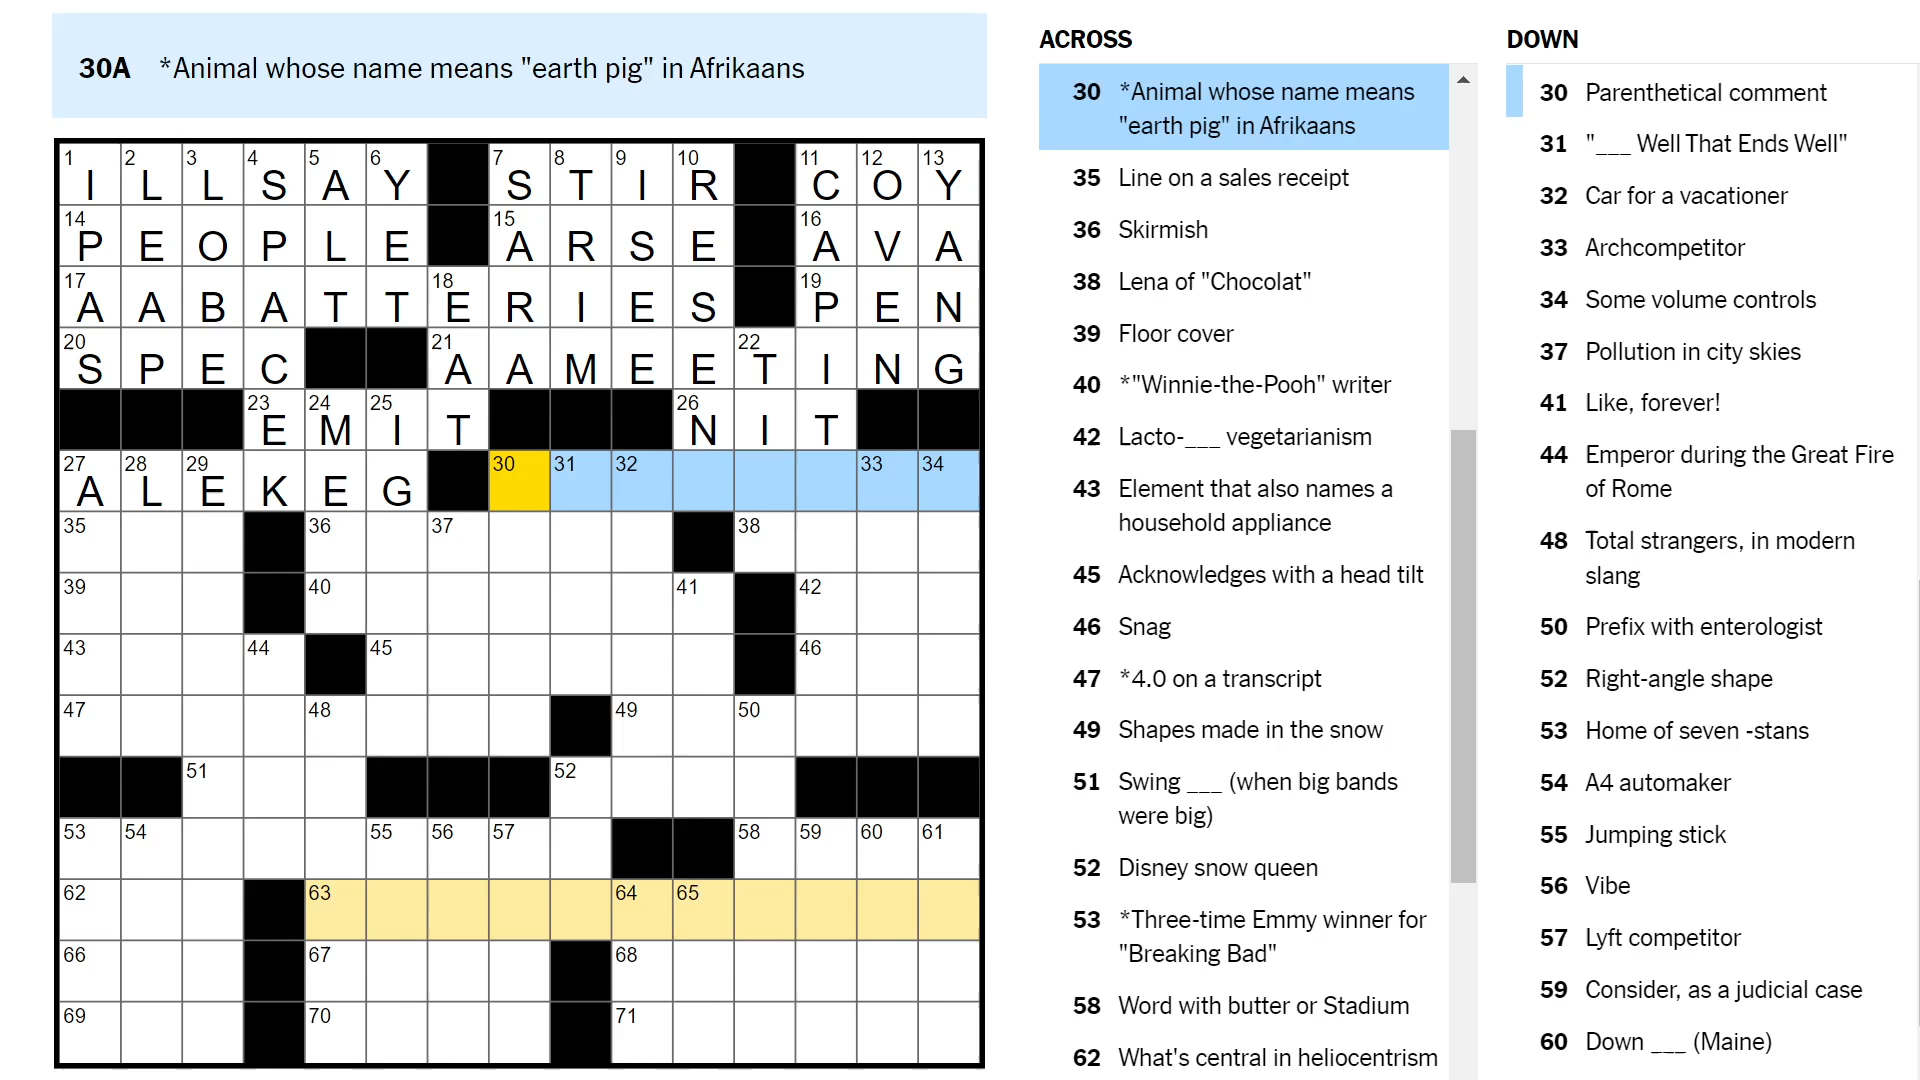 30A *Animal whose name means "earth pig" in Afrikaans
1 2 3 4 5 6 7 8 9 10 11 12 13
I L L S A Y S T I R C O Y
14 15 16
P E O P L E A R S E A V A
17 18 19
A A B A T T E R I E S P E N
20 21 22
S P E C A A M E E T I N G
23 24 25 26
E M I T N I T
27 28 29 30 31 32 33 34
A L E K E G
35 36 37 38
39 40 41 42
43 44 45 46
47 48 49 50
51 52
53 54 55 56 57 58 59 60 61
62 63 64 65
66 67 68
69 70 71
ACROSS
30 *Animal whose name means
"earth pig" in Afrikaans
35 Line on a sales receipt
36 Skirmish
38 Lena of "Chocolat"
39 Floor cover
40 *"Winnie-the-Pooh" writer
42 Lacto-___ vegetarianism
43 Element that also names a
household appliance
45 Acknowledges with a head tilt
46 Snag
47 *4.0 on a transcript
49 Shapes made in the snow
51 Swing ___ (when big bands
were big)
52 Disney snow queen
53 *Three-time Emmy winner for
"Breaking Bad"
58 Word with butter or Stadium
62 What's central in heliocentrism
DOWN
30 Parenthetical comment
31 "___ Well That Ends Well"
32 Car for a vacationer
33 Archcompetitor
34 Some volume controls
37 Pollution in city skies
41 Like, forever!
44 Emperor during the Great Fire
of Rome
48 Total strangers, in modern
slang
50 Prefix with enterologist
52 Right-angle shape
53 Home of seven -stans
54 A4 automaker
55 Jumping stick
56 Vibe
57 Lyft competitor
59 Consider, as a judicial case
60 Down ___ (Maine)